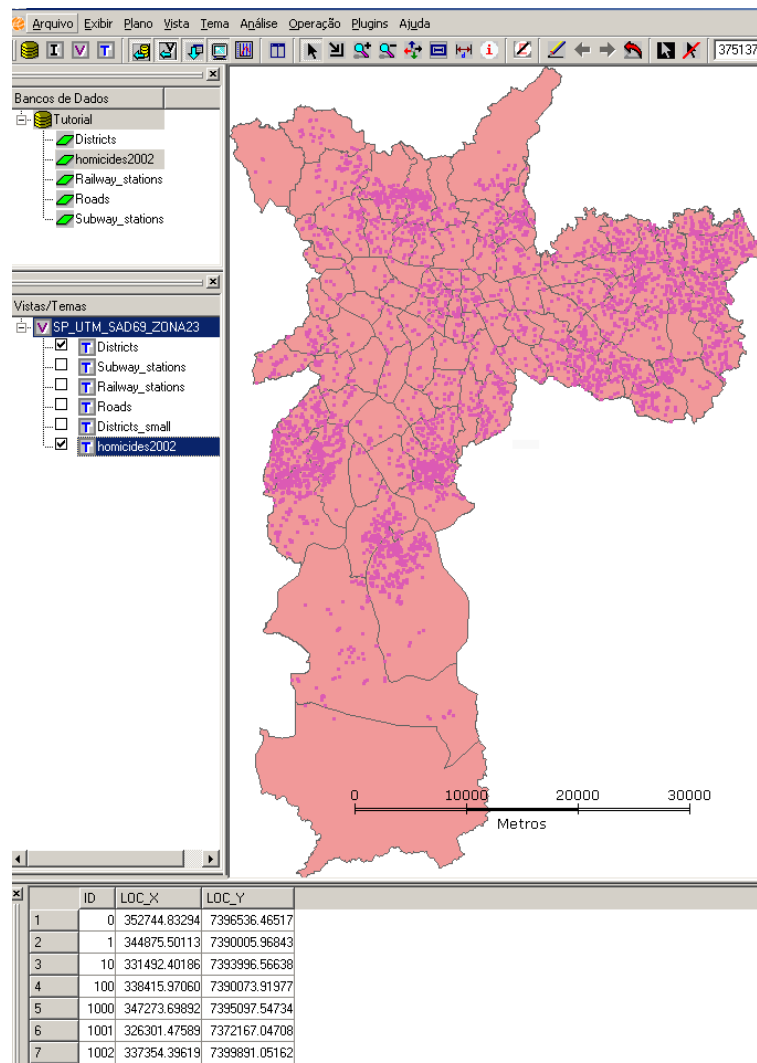 Arquivo Exibir Plano Vista Tema Análise Operação Plugins Ajuda
I V T i 375137
Bancos de Dados
Tutorial
Districts
homicides2002
Railway_stations
Roads
Subway_stations
Vistas/Temas
V SP_UTM_SAD69_ZONA23
T Districts
T Subway_stations
T Railway_stations
T Roads
T Districts_small
T homicides2002
0 10000 20000 30000
Metros
ID LOC_X LOC_Y
1 0 352744.83294 7396536.46517
2 1 344875.50113 7390005.96843
3 10 331492.40186 7393996.56638
4 100 338415.97060 7390073.91977
5 1000 347273.69892 7395097.54734
6 1001 326301.47589 7372167.04708
7 1002 337354.39619 7399891.05162